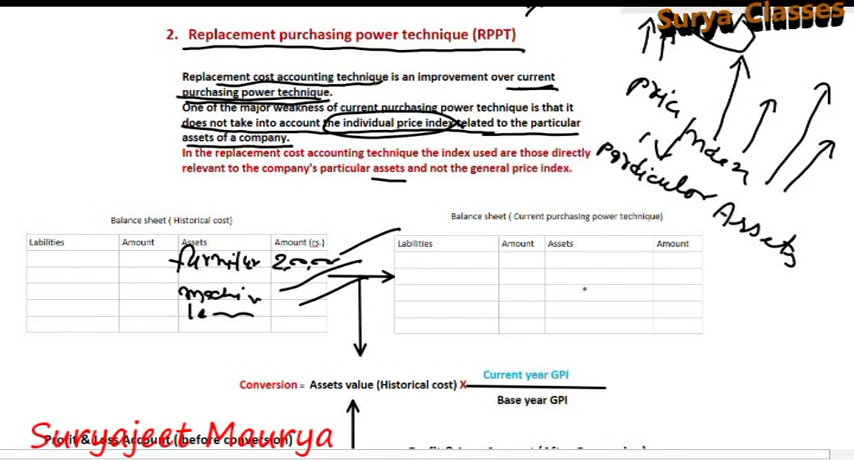 Surya Classes
2. Replacement purchasing power technique (RPPT)
Replacement cost accounting technique is an improvement over current
purchasing power technique.
One of the major weakness of current purchasing power technique is that it
does not take into account the individual price index related to the particular
assets of a company.
In the replacement cost accounting technique the index used are those directly
relevant to the company's particular assets and not the general price index.
Price Index
particular Assets
Balance sheet ( Historical cost)
Labilities Amount Assets Amount (rs.)
Balance sheet ( Current purchasing power technique)
Labilities Amount Assets Amount
Conversion = Assets value (Historical cost) X
Current year GPI
Base year GPI
Suryajeet Maurya
Profit & Loss Account (before conversion)